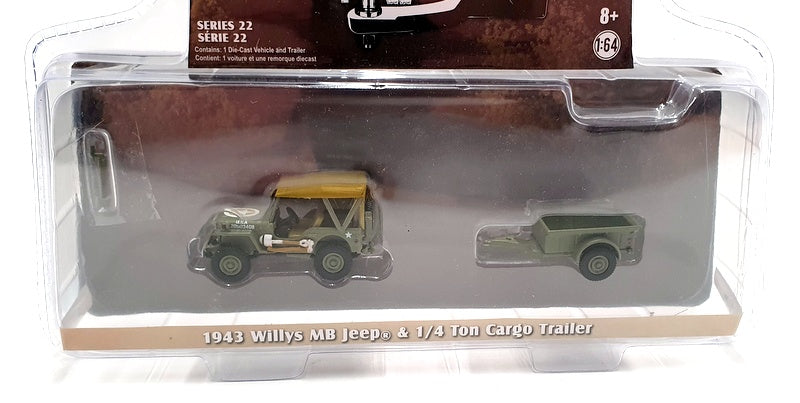 SERIES 22
SÉRIE 22
Contains: 1 Die-Cast Vehicle and Trailer
Contient: 1 voiture et une remorque diecast
8+
1:64
U.S.A.
1943 Willys MB Jeep® & 1/4 Ton Cargo Trailer